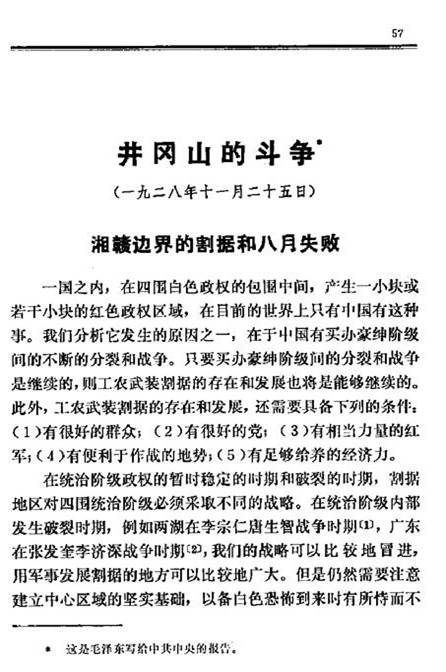 57
井冈山的斗争*
(一九二八年十一月二十五日)
湘赣边界的割据和八月失败
一国之内，在四围白色政权的包围中间，产生一小块或
若干小块的红色政权区域，在目前的世界上只有中国有这种
事。我们分析它发生的原因之一，在于中国有买办豪绅阶级
间的不断的分裂和战争。只要买办豪绅阶级间的分裂和战争
是继续的，则工农武装割据的存在和发展也将是能够继续的。
此外，工农武装割据的存在和发展，还需要具备下列的条件：
(1)有很好的群众；(2)有很好的党；(3)有相当力量的红
军；(4)有便利于作战的地势；(5)有足够给养的经济力。
在统治阶级政权的暂时稳定的时期和破裂的时期，割据
地区对四围统治阶级必须采取不同的战略。在统治阶级内部
发生破裂时期，例如两湖在李宗仁唐生智战争时期〔1〕，广东
在张发奎李济深战争时期〔2〕，我们的战略可以比较地冒进，
用军事发展割据的地方可以比较地广大。但是仍然需要注意
建立中心区域的坚实基础，以备白色恐怖到来时有所恃而不
* 这是毛泽东写给中共中央的报告。